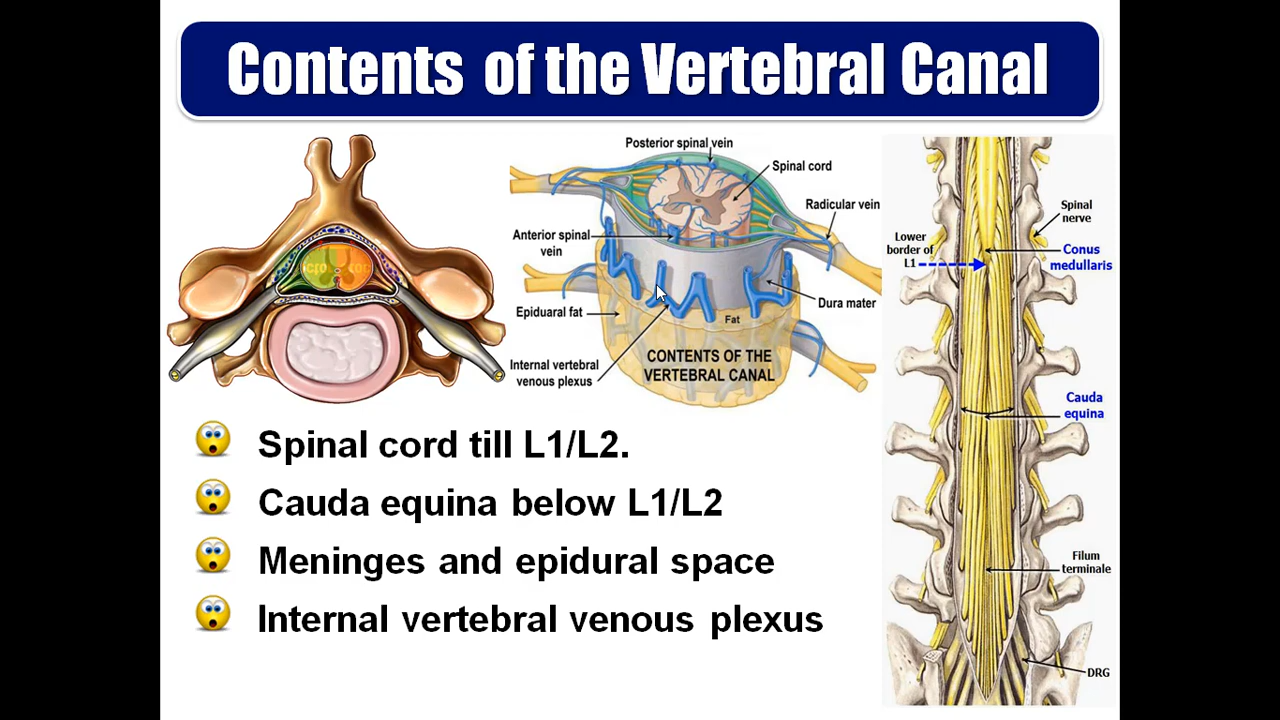 Contents of the Vertebral Canal
Posterior spinal vein
Spinal cord
Radicular vein
Anterior spinal
vein
Dura mater
Epiduaral fat
Fat
Internal vertebral
venous plexus
CONTENTS OF THE
VERTEBRAL CANAL
Spinal
nerve
Lower
border of
L1
Conus
medullaris
Cauda
equina
Filum
terminale
DRG
Spinal cord till L1/L2.
Cauda equina below L1/L2
Meninges and epidural space
Internal vertebral venous plexus